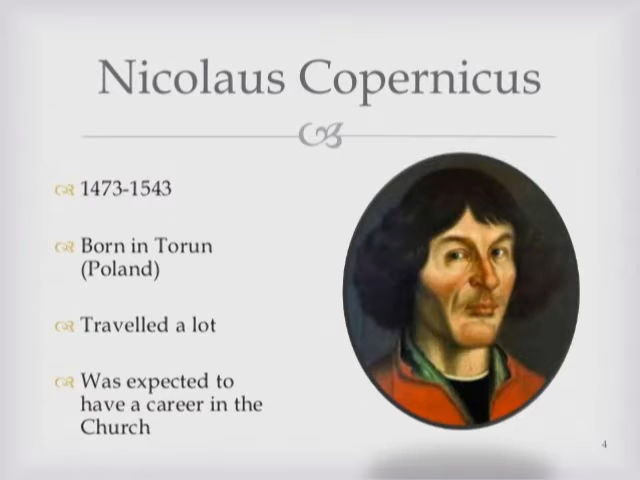 Nicolaus Copernicus
1473-1543
Born in Torun
(Poland)
Travelled a lot
Was expected to
have a career in the
Church
4